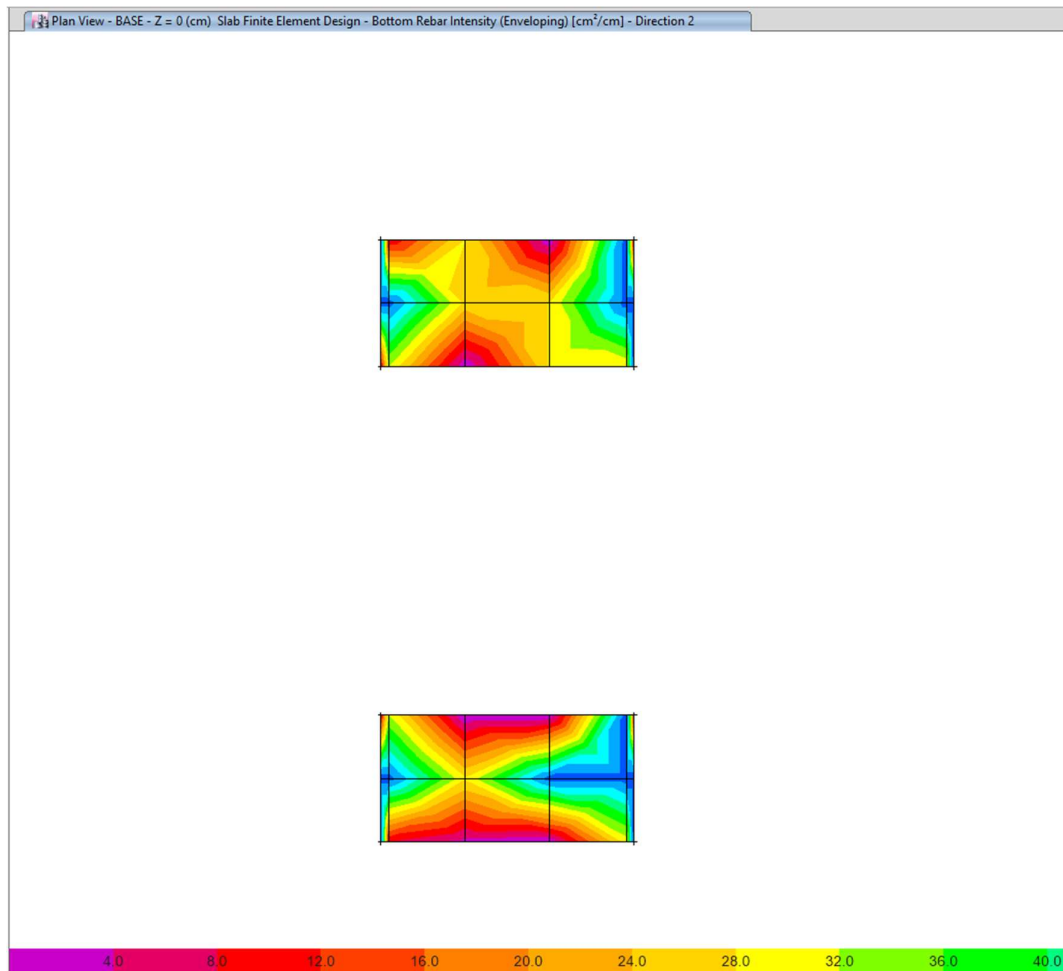 Plan View - BASE - Z = 0 (cm) Slab Finite Element Design - Bottom Rebar Intensity (Enveloping) [cm²/cm] - Direction 2
4.0 8.0 12.0 16.0 20.0 24.0 28.0 32.0 36.0 40.0